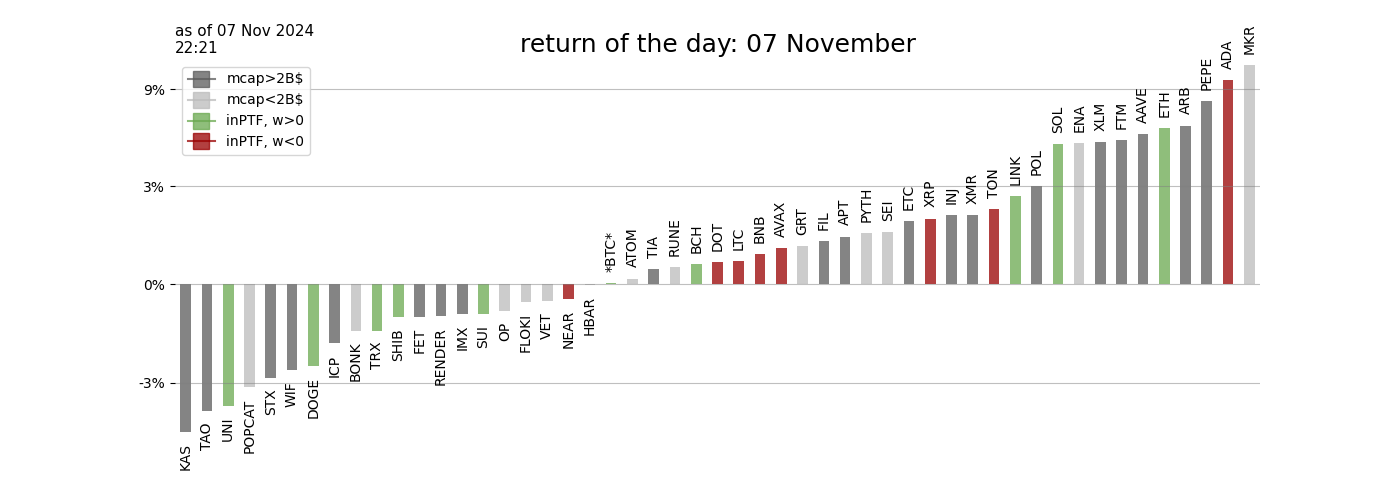 as of 07 Nov 2024
22:21
return of the day: 07 November
mcap>2B$
mcap<2B$
inPTF, w>0
inPTF, w<0
9%
3%
0%
-3%
KAS
TAO
UNI
POPCAT
STX
WIF
DOGE
ICP
BONK
TRX
SHIB
FET
RENDER
IMX
SUI
OP
FLOKI
VET
NEAR
HBAR
*BTC*
ATOM
TIA
RUNE
BCH
DOT
LTC
BNB
AVAX
GRT
FIL
APT
PYTH
SEI
ETC
XRP
INJ
XMR
TON
LINK
POL
SOL
ENA
XLM
FTM
AAVE
ETH
ARB
PEPE
ADA
MKR